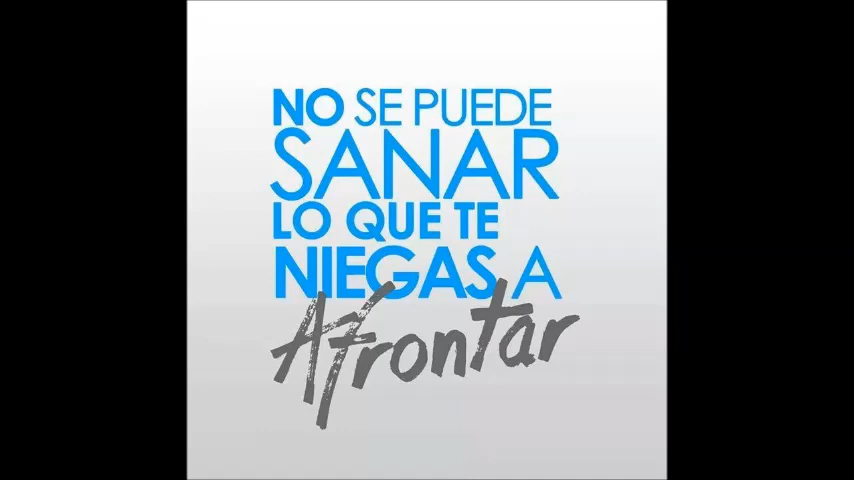 NO SE PUEDE
SANAR
LO QUE TE
NIEGAS A
Afrontar